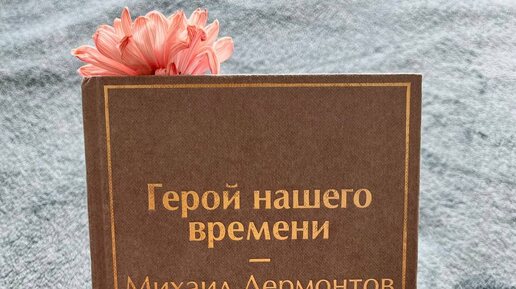 Герой нашего
времени
—
Михаил Лермонтов